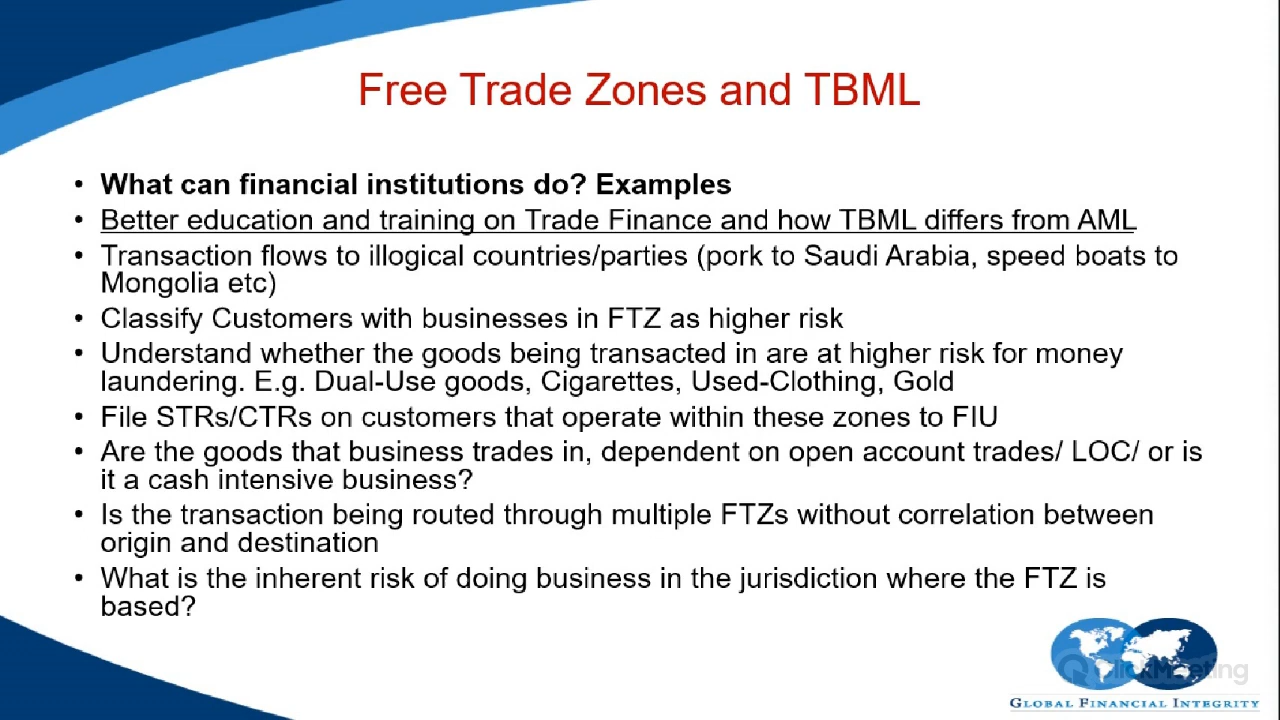 Free Trade Zones and TBML
• What can financial institutions do? Examples
• Better education and training on Trade Finance and how TBML differs from AML
• Transaction flows to illogical countries/parties (pork to Saudi Arabia, speed boats to
Mongolia etc)
• Classify Customers with businesses in FTZ as higher risk
• Understand whether the goods being transacted in are at higher risk for money
laundering. E.g. Dual-Use goods, Cigarettes, Used-Clothing, Gold
• File STRs/CTRs on customers that operate within these zones to FIU
• Are the goods that business trades in, dependent on open account trades/ LOC/ or is
it a cash intensive business?
• Is the transaction being routed through multiple FTZs without correlation between
origin and destination
• What is the inherent risk of doing business in the jurisdiction where the FTZ is
based?
ClickMeeting
GLOBAL FINANCIAL INTEGRITY